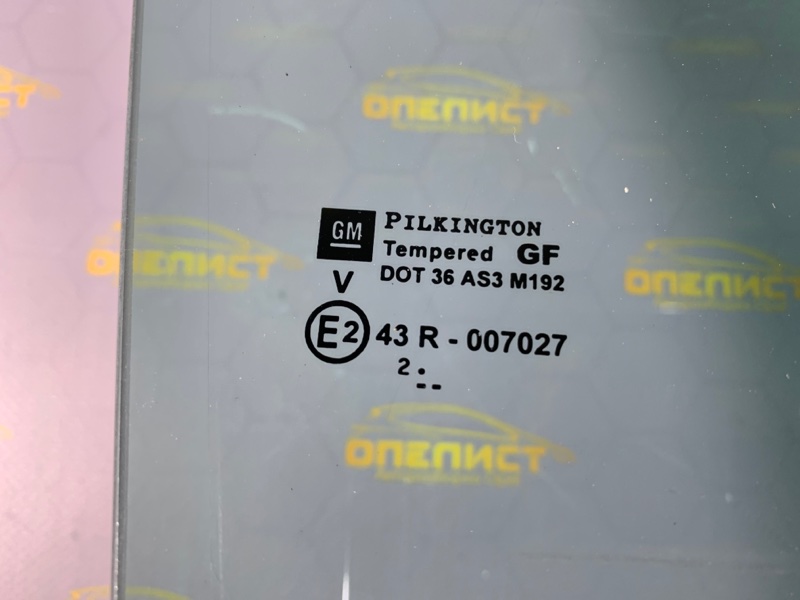 ОПЕЛИСТ
GM PILKINGTON
Tempered GF
V DOT 36 AS3 M192
E2 43 R - 007027
2 .
--
ОПЕЛИСТ
ОПЕЛИСТ
ОПЕЛИСТ